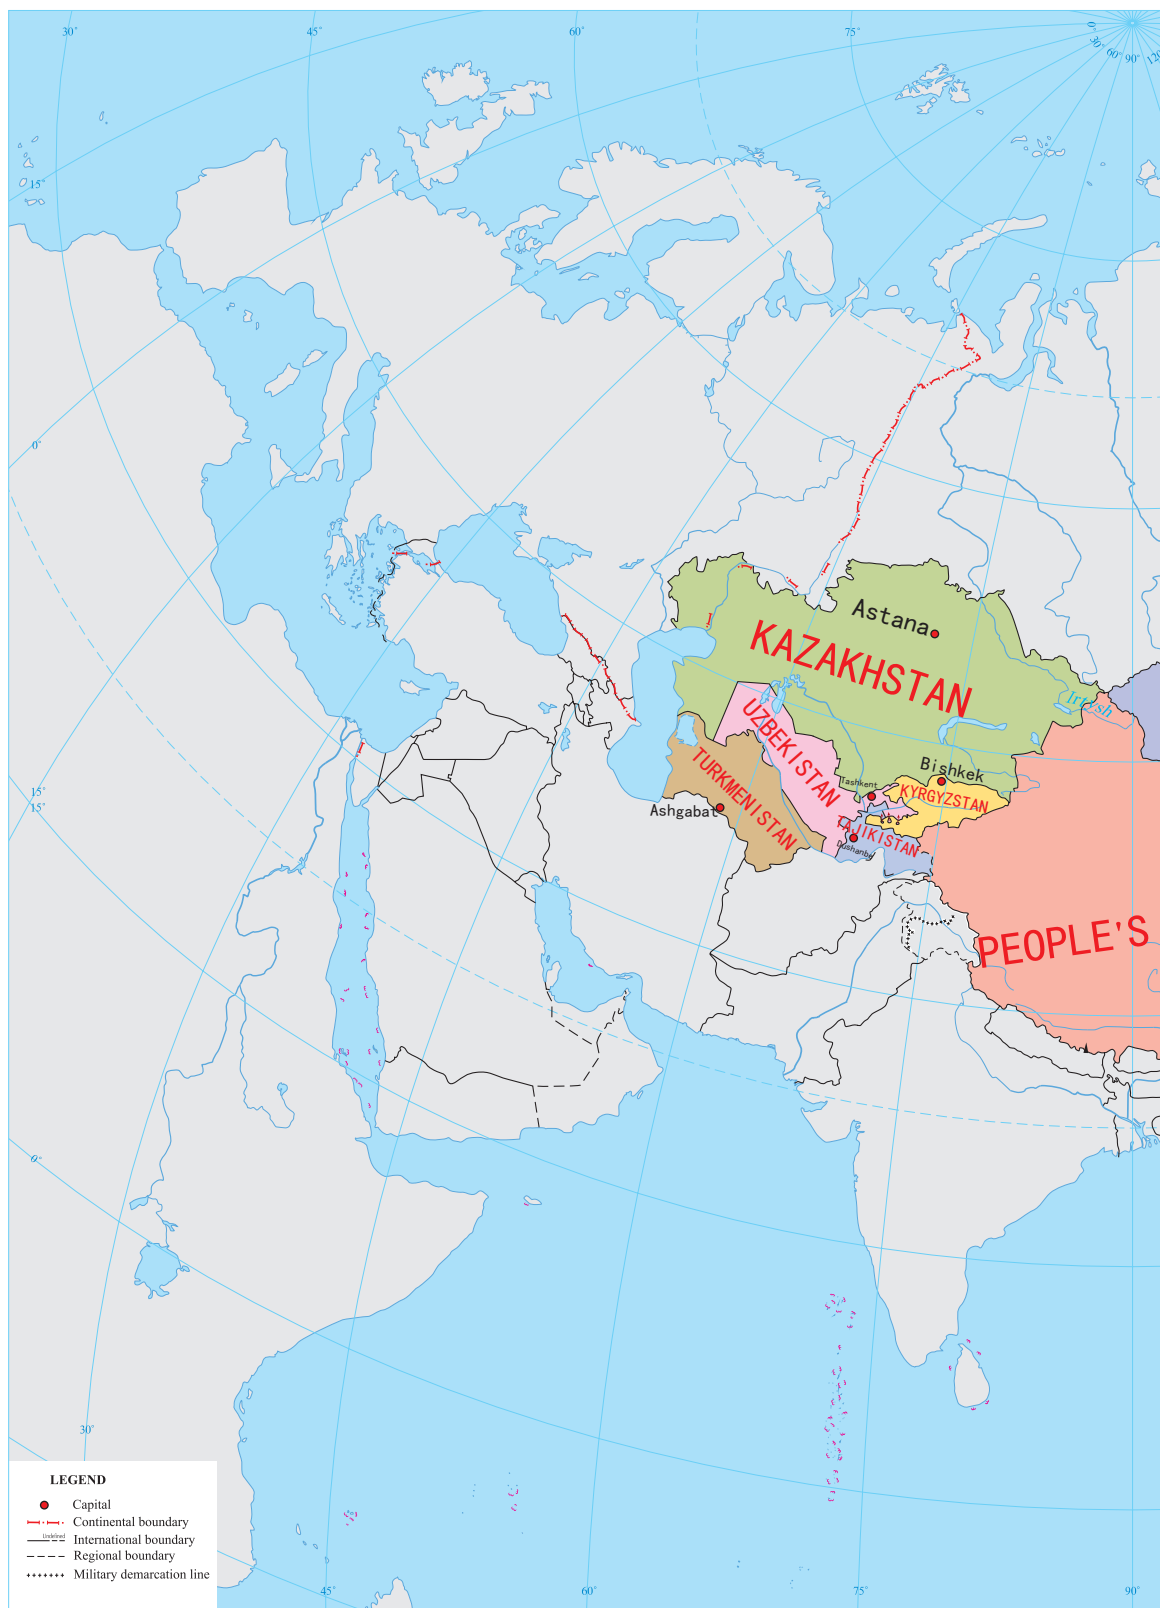 30°
45°
60°
75°
0°
30°
60°
90°
120
15°
0°
Astana
KAZAKHSTAN
Irtysh
UZBEKISTAN
TURKMENISTAN
Tashkent
Bishkek
KYRGYZSTAN
Ashgabat
TAJIKISTAN
Dushanbe
15°
15°
PEOPLE'S
0°
30°
LEGEND
Capital
Continental boundary
Undefined
International boundary
Regional boundary
Military demarcation line
45°
60°
75°
90°